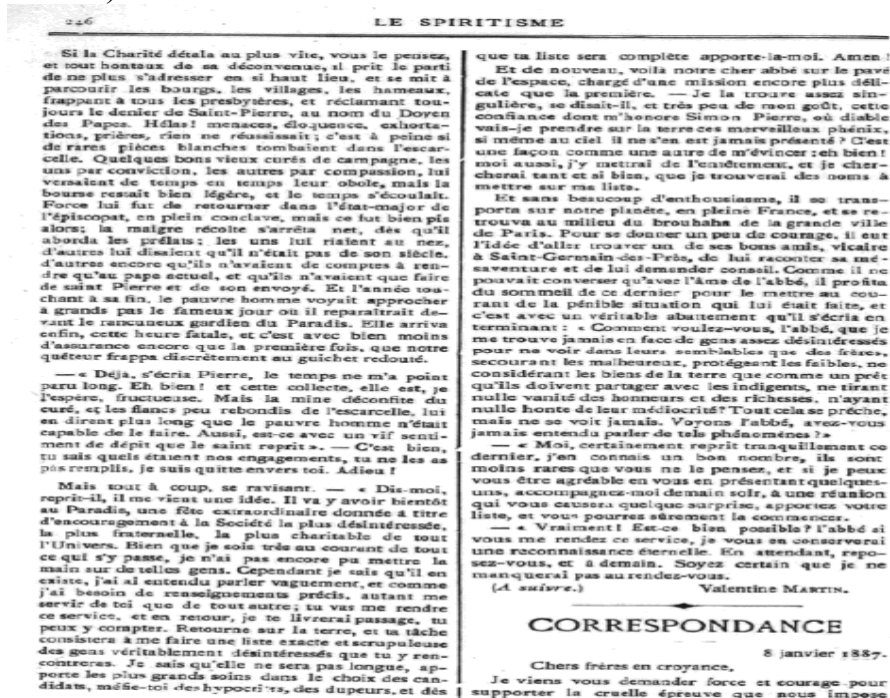 246
LE SPIRITISME
Si la Charité détala au plus vite, vous le pensez,
et tout honteux de sa déconvenue, il prit le parti
de ne plus s'adresser en si haut lieu, et se mit à
parcourir les bourgs, les villages, les hameaux,
frappant à tous les presbytères, et réclamant tou-
jours le denier de Saint-Pierre, au nom du Doyen
des Papes. Hélas! menaces, éloquence, exhorta-
tions, prières, rien ne réussissait; c'est à peine si
de rares pièces blanches tombaient dans l'escar-
celle. Quelques bons vieux curés de campagne, les
uns par conviction, les autres par compassion, lui
versaient de temps en temps leur obole, mais la
bourse restait bien légère, et le temps s'écoulait.
Force lui fut de retourner dans l'état-major de
l'épiscopat, en plein conclave, mais ce fut bien pis
alors; la maigre récolte s'arrêta net, dès qu'il
aborda les prélats; les uns lui riaient au nez,
d'autres lui disaient qu'il n'était pas de son siècle,
d'autres encore qu'ils n'avaient de comptes à ren-
dre qu'au pape actuel, et qu'ils n'avaient que faire
de saint Pierre et de son envoyé. Et l'année tou-
chant à sa fin, le pauvre homme voyait approcher
à grands pas le fameux jour où il reparaîtrait de-
vant le rancuneux gardien du Paradis. Elle arriva
enfin, cette heure fatale, et c'est avec bien moins
d'assurance encore que la première fois, que notre
quéteur frappa discrètement au guichet redouté
— « Déjà, s'écria Pierre, le temps ne m'a point
paru long. Eh bien! et cette collecte, elle est, je
l'espère, fructueuse. Mais la mine déconfite du
curé, et les flancs peu rebondis de l'escarcelle, lui
en dirent plus long que le pauvre homme n'était
capable de le faire. Aussi, est-ce avec un vif senti-
ment de dépit que le saint reprit». — C'est bien,
tu sais quels étaient nos engagements, tu ne les as
pas remplis, je suis quitte envers toi. Adieu!
Mais tout à coup, se ravisant. — « Dis-moi,
reprit-il, il me vient une idée. Il va y avoir bientôt
au Paradis, une fête extraordinaire donnée à titre
d'encouragement à la Société la plus désintéressée,
la plus fraternelle, la plus charitable de tout
l'Univers. Bien que je sois très au courant de tout
ce qui s'y passe, je n'ai pas encore pu mettre la
main sur de telles gens. Cependant je sais qu'il en
existe, j'ai ai entendu parler vaguement, et comme
j'ai besoin de renseignements précis, autant me
servir de toi que de tout autre; tu vas me rendre
ce service, et en retour, je te livrerai passage, tu
peux y compter. Retourne sur la terre, et ta tâche
consistera à me faire une liste exacte et scrupuleuse
des gens véritablement désintéressés que tu y ren-
contreras. Je sais qu'elle ne sera pas longue, ap-
porte les plus grands soins dans le choix des can-
didats, méfie-toi des hypocrites, des dupeurs, et dès
que ta liste sera complète apporte-la-moi. Amen!
Et de nouveau, voilà notre cher abbé sur le pavé
de l'espace, chargé d'une mission encore plus déli-
cate que la première. — Je la trouve assez sin-
gulière, se disait-il, et très peu de mon goût, cette
confiance dont m'honore Simon Pierre, où diable
vais-je prendre sur la terre ces merveilleux phénix,
si même au ciel il ne s'en est jamais présenté? C'est
une façon comme une autre de m'évincer; eh bien!
moi aussi, j'y mettrai de l'entêtement, et je cher-
cherai tant et si bien, que je trouverai des noms à
mettre sur ma liste.
Et sans beaucoup d'enthousiasme, il se trans-
porta sur notre planète, en pleine France, et se re-
trouva au milieu du brouhaha de la grande ville
de Paris. Pour se donner un peu de courage, il eut
l'idée d'aller trouver un de ses bons amis, vicaire
à Saint-Germain-des-Prés, de lui raconter sa mé-
saventure et de lui demander conseil. Comme il ne
pouvait converser qu'avec l'âme de l'abbé, il profita
du sommeil de ce dernier pour le mettre au cou-
rant de la pénible situation qui lui était faite, et
c'est avec un véritable abattement qu'il s'écria en
terminant: « Comment voulez-vous, l'abbé, que je
me trouve jamais en face de gens assez désintéressés
pour ne voir dans leurs semblables que des frères,
secourant les malheureux, protégeant les faibles, ne
considérant les biens de la terre que comme un prêt
qu'ils doivent partager avec les indigents, ne tirant
nulle vanité des honneurs et des richesses, n'ayant
nulle honte de leur médiocrité? Tout cela se prêche,
mais ne se voit jamais. Voyons l'abbé, avez-vous
jamais entendu parler de tels phénomènes? »
— « Moi, certainement reprit tranquillement ce
dernier, j'en connais un bon nombre, ils sont
moins rares que vous ne le pensez, et si je peux
vous être agréable en vous en présentant quelques-
uns, accompagnez-moi demain soir, à une réunion
qui vous causera quelque surprise, apportez votre
liste, et vous pourrez sûrement la commencer.
— « Vraiment! Est-ce bien possible? l'abbé si
vous me rendez ce service, je vous en conserverai
une reconnaissance éternelle. En attendant, repo-
sez-vous, et à demain. Soyez certain que je ne
manquerai pas au rendez-vous.
(A suivre.) Valentine MARTIN.
CORRESPONDANCE
8 janvier 1887.
Chers frères en croyance,
Je viens vous demander force et courage pour
supporter la cruelle épreuve que nous impose